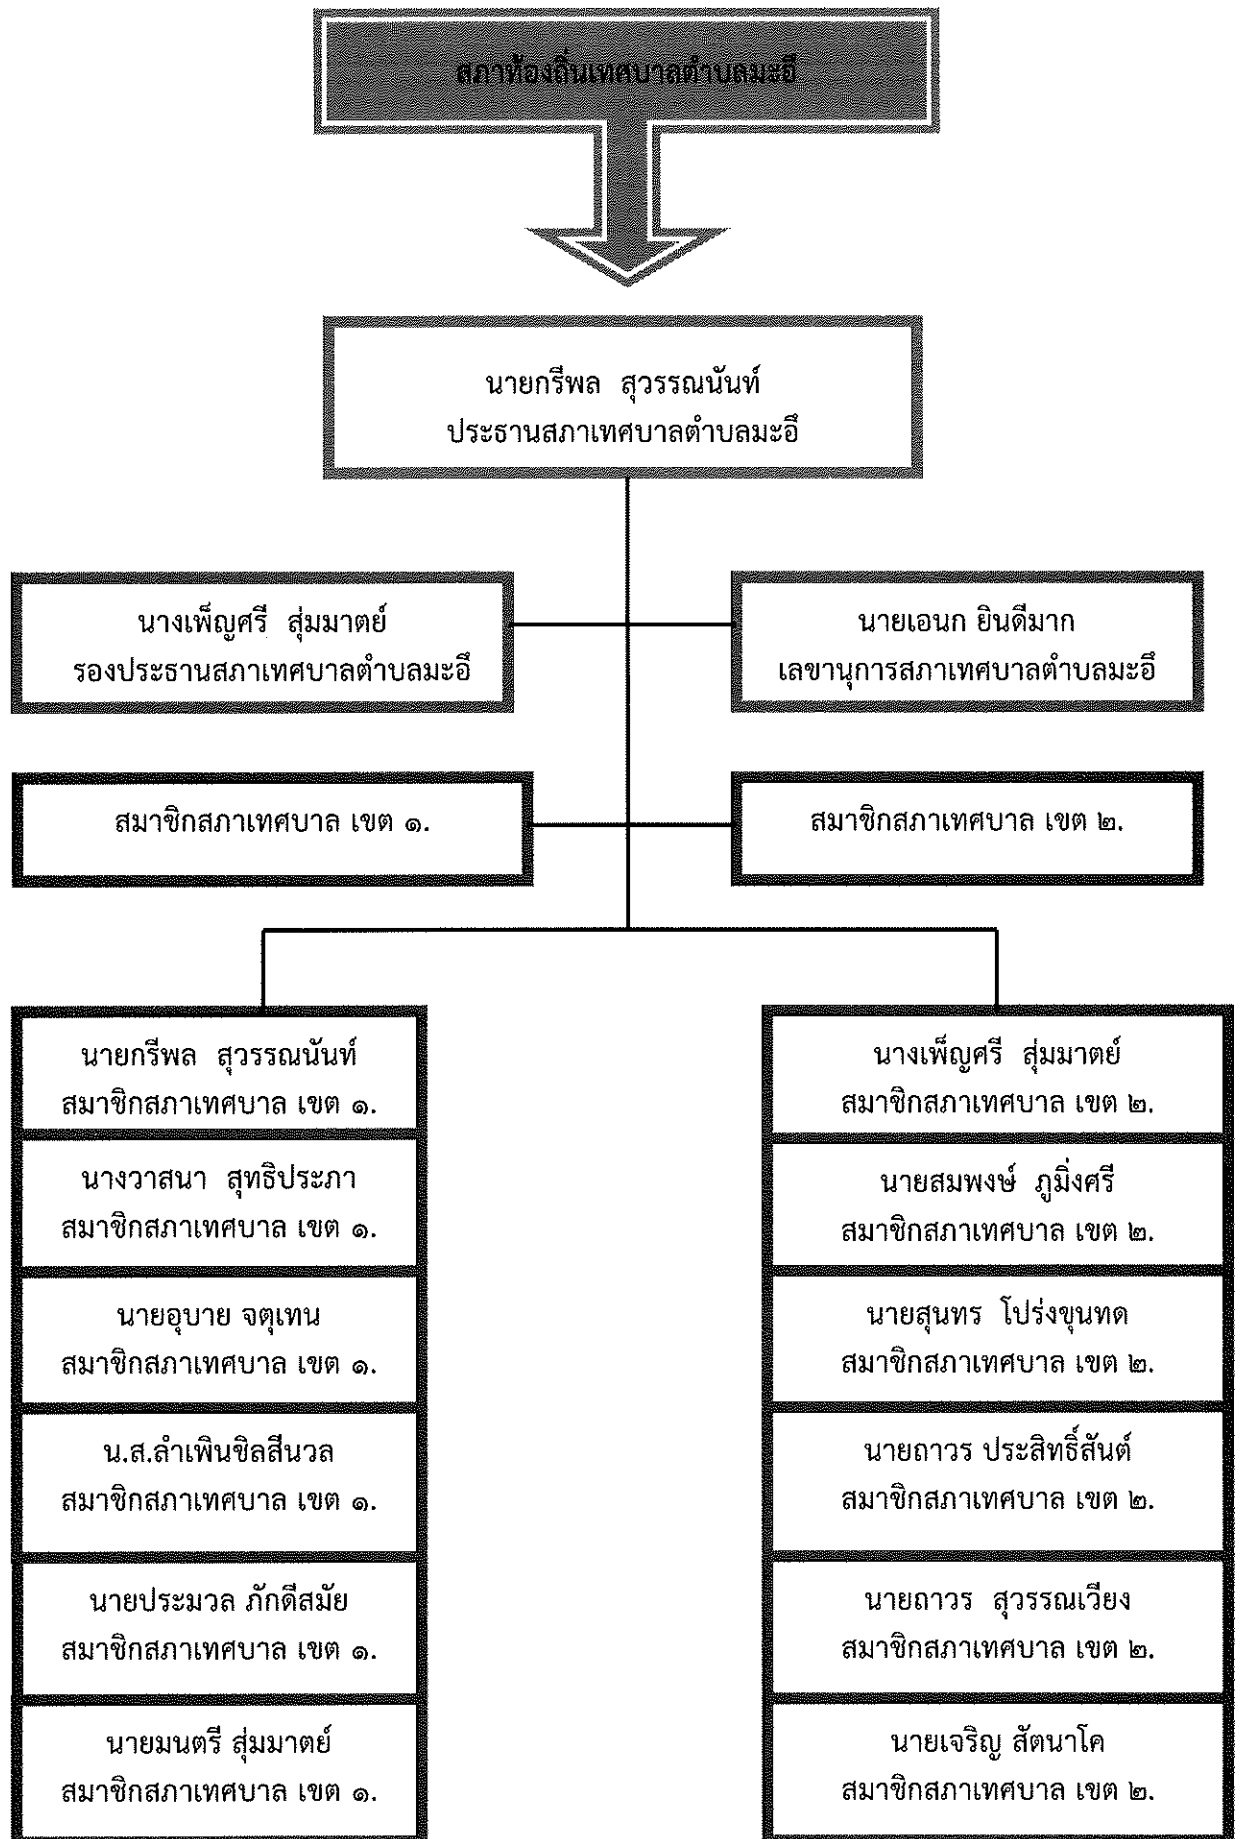 สภาท้องถิ่นเทศบาลตำบลมะอึ
นายกรีพล สุวรรณนันท์
ประธานสภาเทศบาลตำบลมะอึ
นางเพ็ญศรี สุ่มมาตย์
รองประธานสภาเทศบาลตำบลมะอึ
นายเอนก ยินดีมาก
เลขานุการสภาเทศบาลตำบลมะอึ
สมาชิกสภาเทศบาล เขต ๑.
สมาชิกสภาเทศบาล เขต ๒.
นายกรีพล สุวรรณนันท์
สมาชิกสภาเทศบาล เขต ๑.
นางวาสนา สุทธิประภา
สมาชิกสภาเทศบาล เขต ๑.
นายอุบาย จตุเทน
สมาชิกสภาเทศบาล เขต ๑.
น.ส.ลำเพินชิลสีนวล
สมาชิกสภาเทศบาล เขต ๑.
นายประมวล ภักดีสมัย
สมาชิกสภาเทศบาล เขต ๑.
นายมนตรี สุ่มมาตย์
สมาชิกสภาเทศบาล เขต ๑.
นางเพ็ญศรี สุ่มมาตย์
สมาชิกสภาเทศบาล เขต ๒.
นายสมพงษ์ ภูมิ่งศรี
สมาชิกสภาเทศบาล เขต ๒.
นายสุนทร โปร่งขุนทด
สมาชิกสภาเทศบาล เขต ๒.
นายถาวร ประสิทธิ์สันต์
สมาชิกสภาเทศบาล เขต ๒.
นายถาวร สุวรรณเวียง
สมาชิกสภาเทศบาล เขต ๒.
นายเจริญ สัตนาโค
สมาชิกสภาเทศบาล เขต ๒.